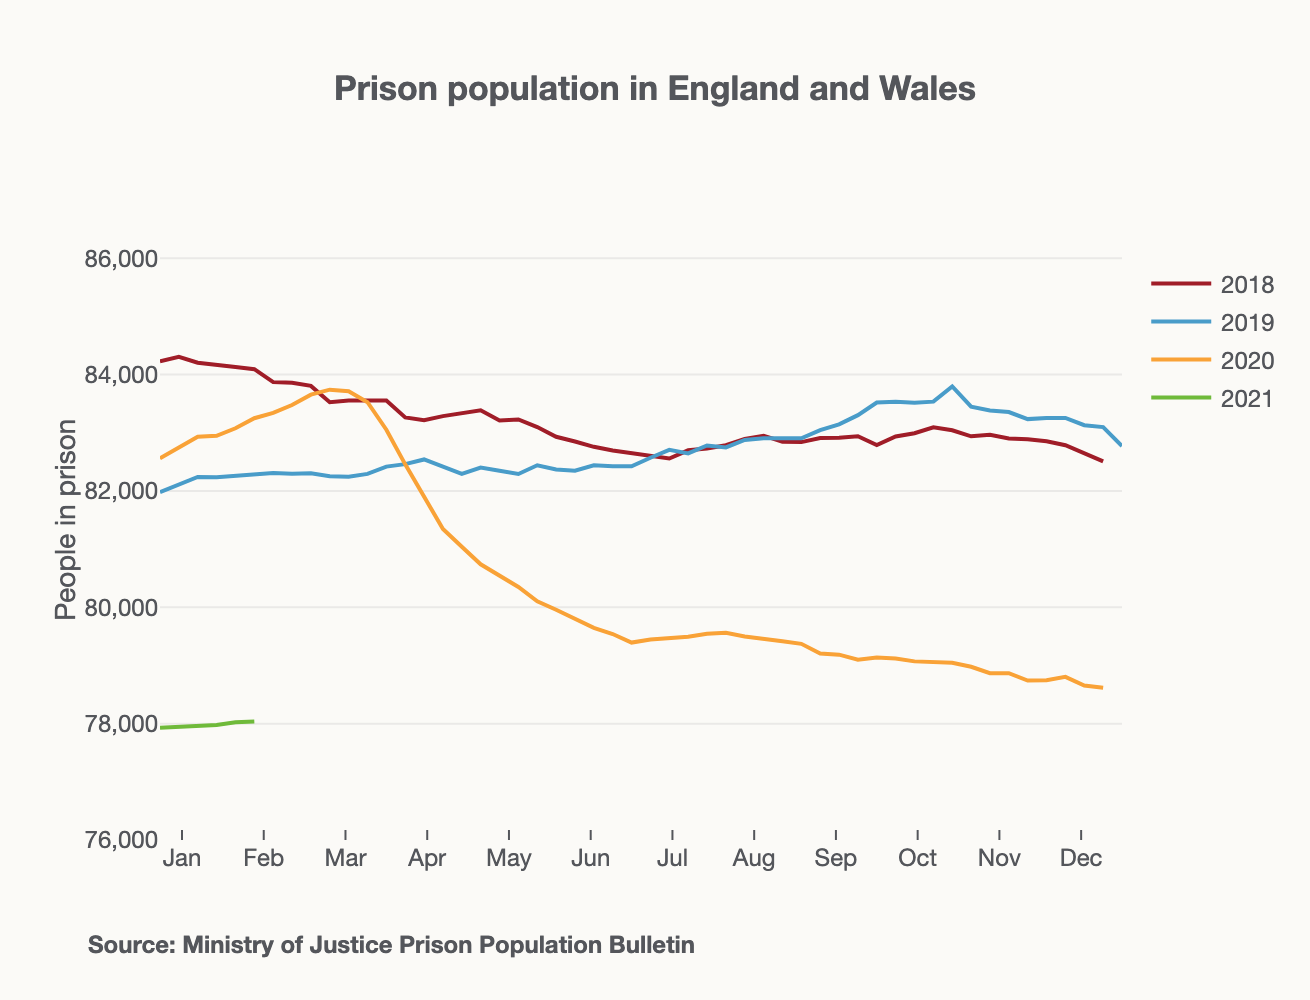 Prison population in England and Wales
86,000
84,000
82,000
80,000
78,000
76,000
People in prison
Jan Feb Mar Apr May Jun Jul Aug Sep Oct Nov Dec
2018
2019
2020
2021
Source: Ministry of Justice Prison Population Bulletin